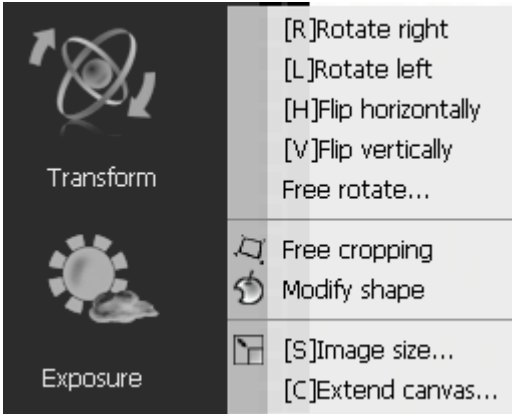 Transform
Exposure
[R]Rotate right
[L]Rotate left
[H]Flip horizontally
[V]Flip vertically
Free rotate...
Free cropping
Modify shape
[S]Image size...
[C]Extend canvas...